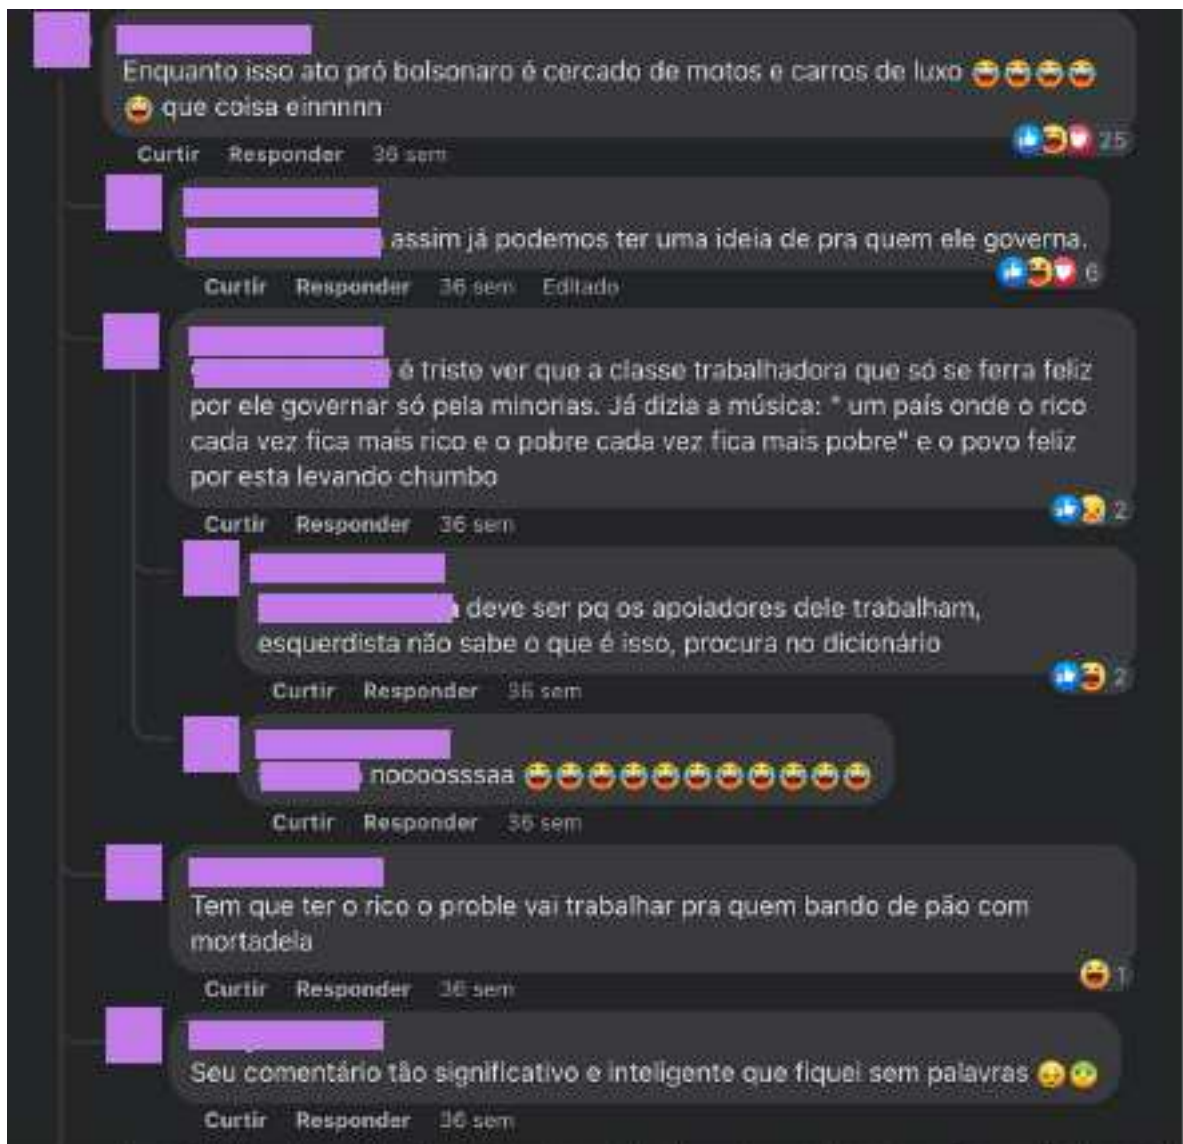 Enquanto isso ato pró bolsonaro é cercado de motos e carros de luxo 😂😂😂😂
😂 que coisa einnnnn
25
Curtir Responder 36 sem
assim já podemos ter uma ideia de pra quem ele governa.
6
Curtir Responder 36 sem Editado
é triste ver que a classe trabalhadora que só se ferra feliz
por ele governar só pela minorias. Já dizia a música: " um país onde o rico
cada vez fica mais rico e o pobre cada vez fica mais pobre" e o povo feliz
por esta levando chumbo
2
Curtir Responder 36 sem
deve ser pq os apoiadores dele trabalham,
esquerdista não sabe o que é isso, procura no dicionário
2
Curtir Responder 36 sem
noooosssaa 😂😂😂😂😂😂😂😂😂😂😂
Curtir Responder 36 sem
Tem que ter o rico o proble vai trabalhar pra quem bando de pão com
mortadela
1
Curtir Responder 36 sem
Seu comentário tão significativo e inteligente que fiquei sem palavras
Curtir Responder 36 sem